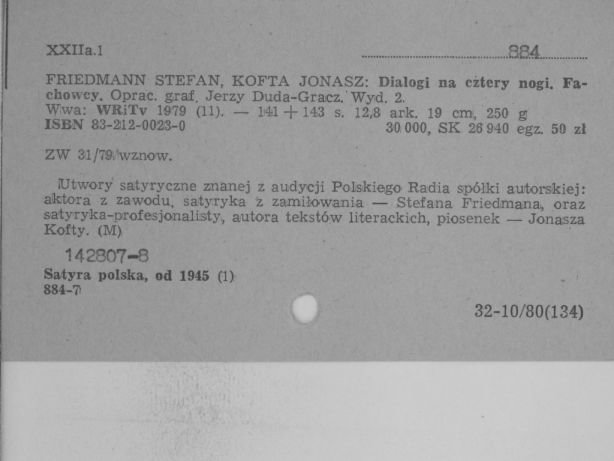 XXIIa.1 884
FRIEDMANN STEFAN, KOFTA JONASZ: Dialogi na cztery nogi. Fa-
chowcy. Oprac. graf. Jerzy Duda-Gracz. Wyd. 2.
Wwa: WRiTv 1979 (11). — 141 + 143 s. 12,8 ark. 19 cm, 250 g
ISBN 83-212-0023-0 30 000, SK 26 940 egz. 50 zł
ZW 31/79/wznow.
Utwory satyryczne znanej z audycji Polskiego Radia spółki autorskiej:
aktora z zawodu, satyryka z zamiłowania — Stefana Friedmana, oraz
satyryka-profesjonalisty, autora tekstów literackich, piosenek — Jonasza
Kofty. (M)
142807-8
Satyra polska, od 1945 (1)
884-7
32-10/80(134)